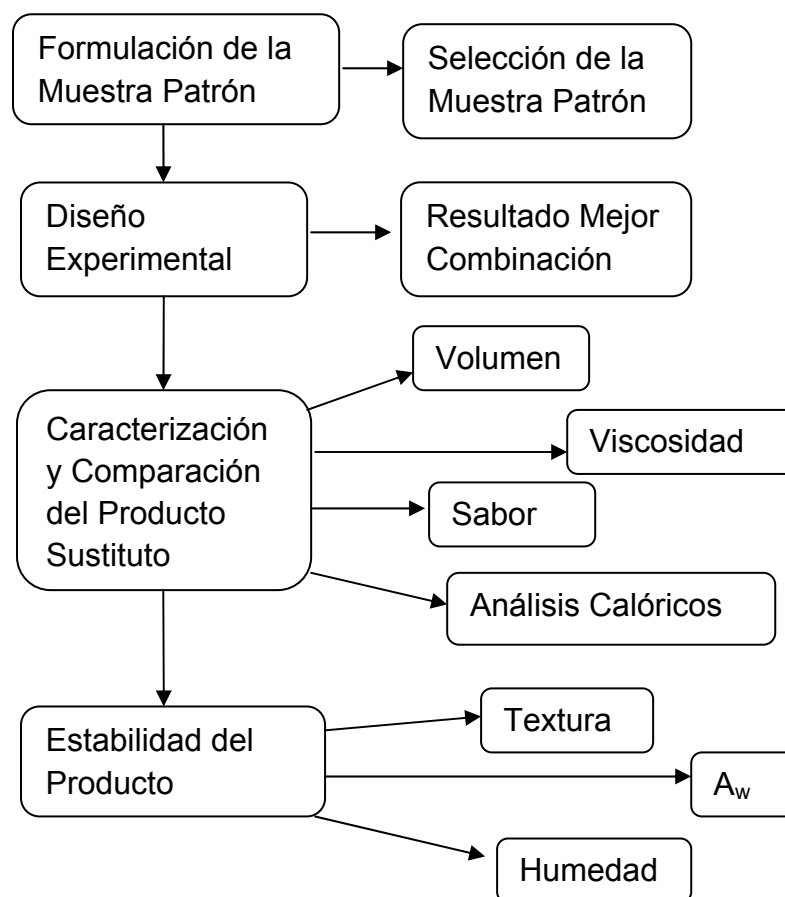 Formulación de la
Muestra Patrón
Selección de la
Muestra Patrón
Diseño
Experimental
Resultado Mejor
Combinación
Volumen
Caracterización
y Comparación
del Producto
Sustituto
Viscosidad
Sabor
Análisis Calóricos
Estabilidad del
Producto
Textura
Aw
Humedad